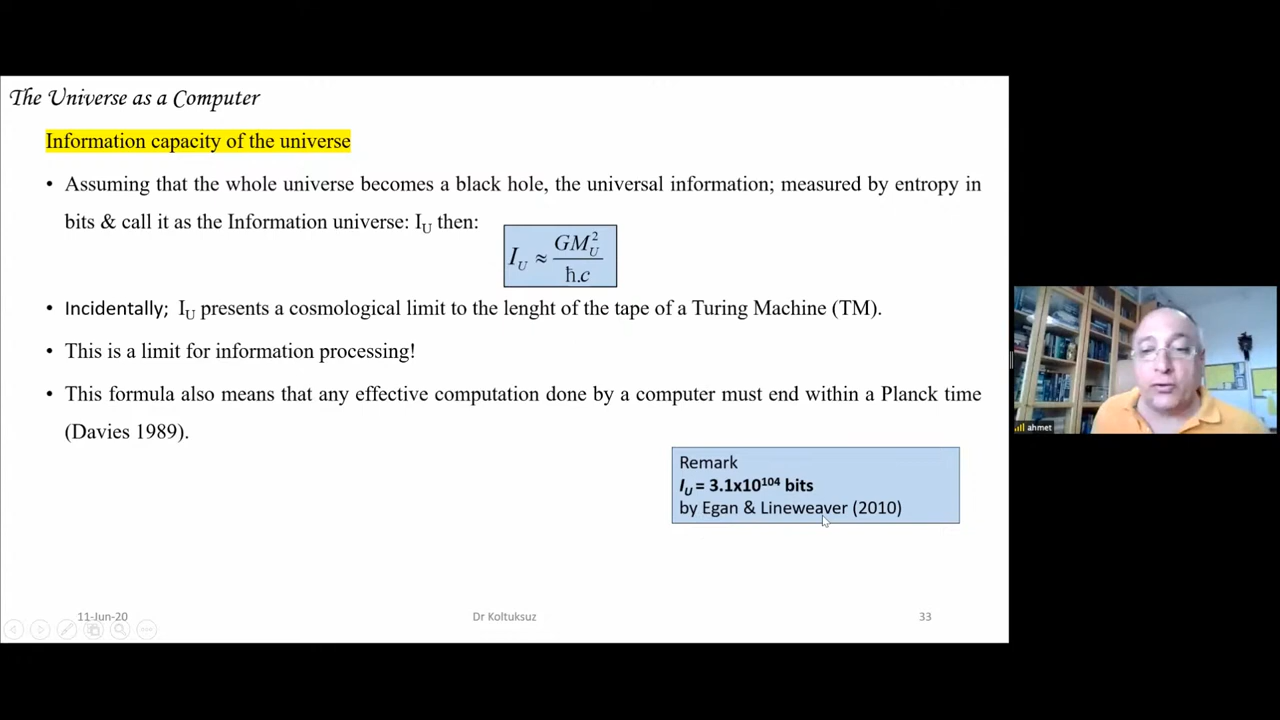 The Universe as a Computer
Information capacity of the universe
• Assuming that the whole universe becomes a black hole, the universal information; measured by entropy in
bits & call it as the Information universe: I_U then:
I_U ≈ GM_U^2 / ħ.c
• Incidentally; I_U presents a cosmological limit to the lenght of the tape of a Turing Machine (TM).
• This is a limit for information processing!
• This formula also means that any effective computation done by a computer must end within a Planck time
(Davies 1989).
Remark
I_U = 3.1x10^104 bits
by Egan & Lineweaver (2010)
11-Jun-20
Dr Koltuksuz
33
ahmet